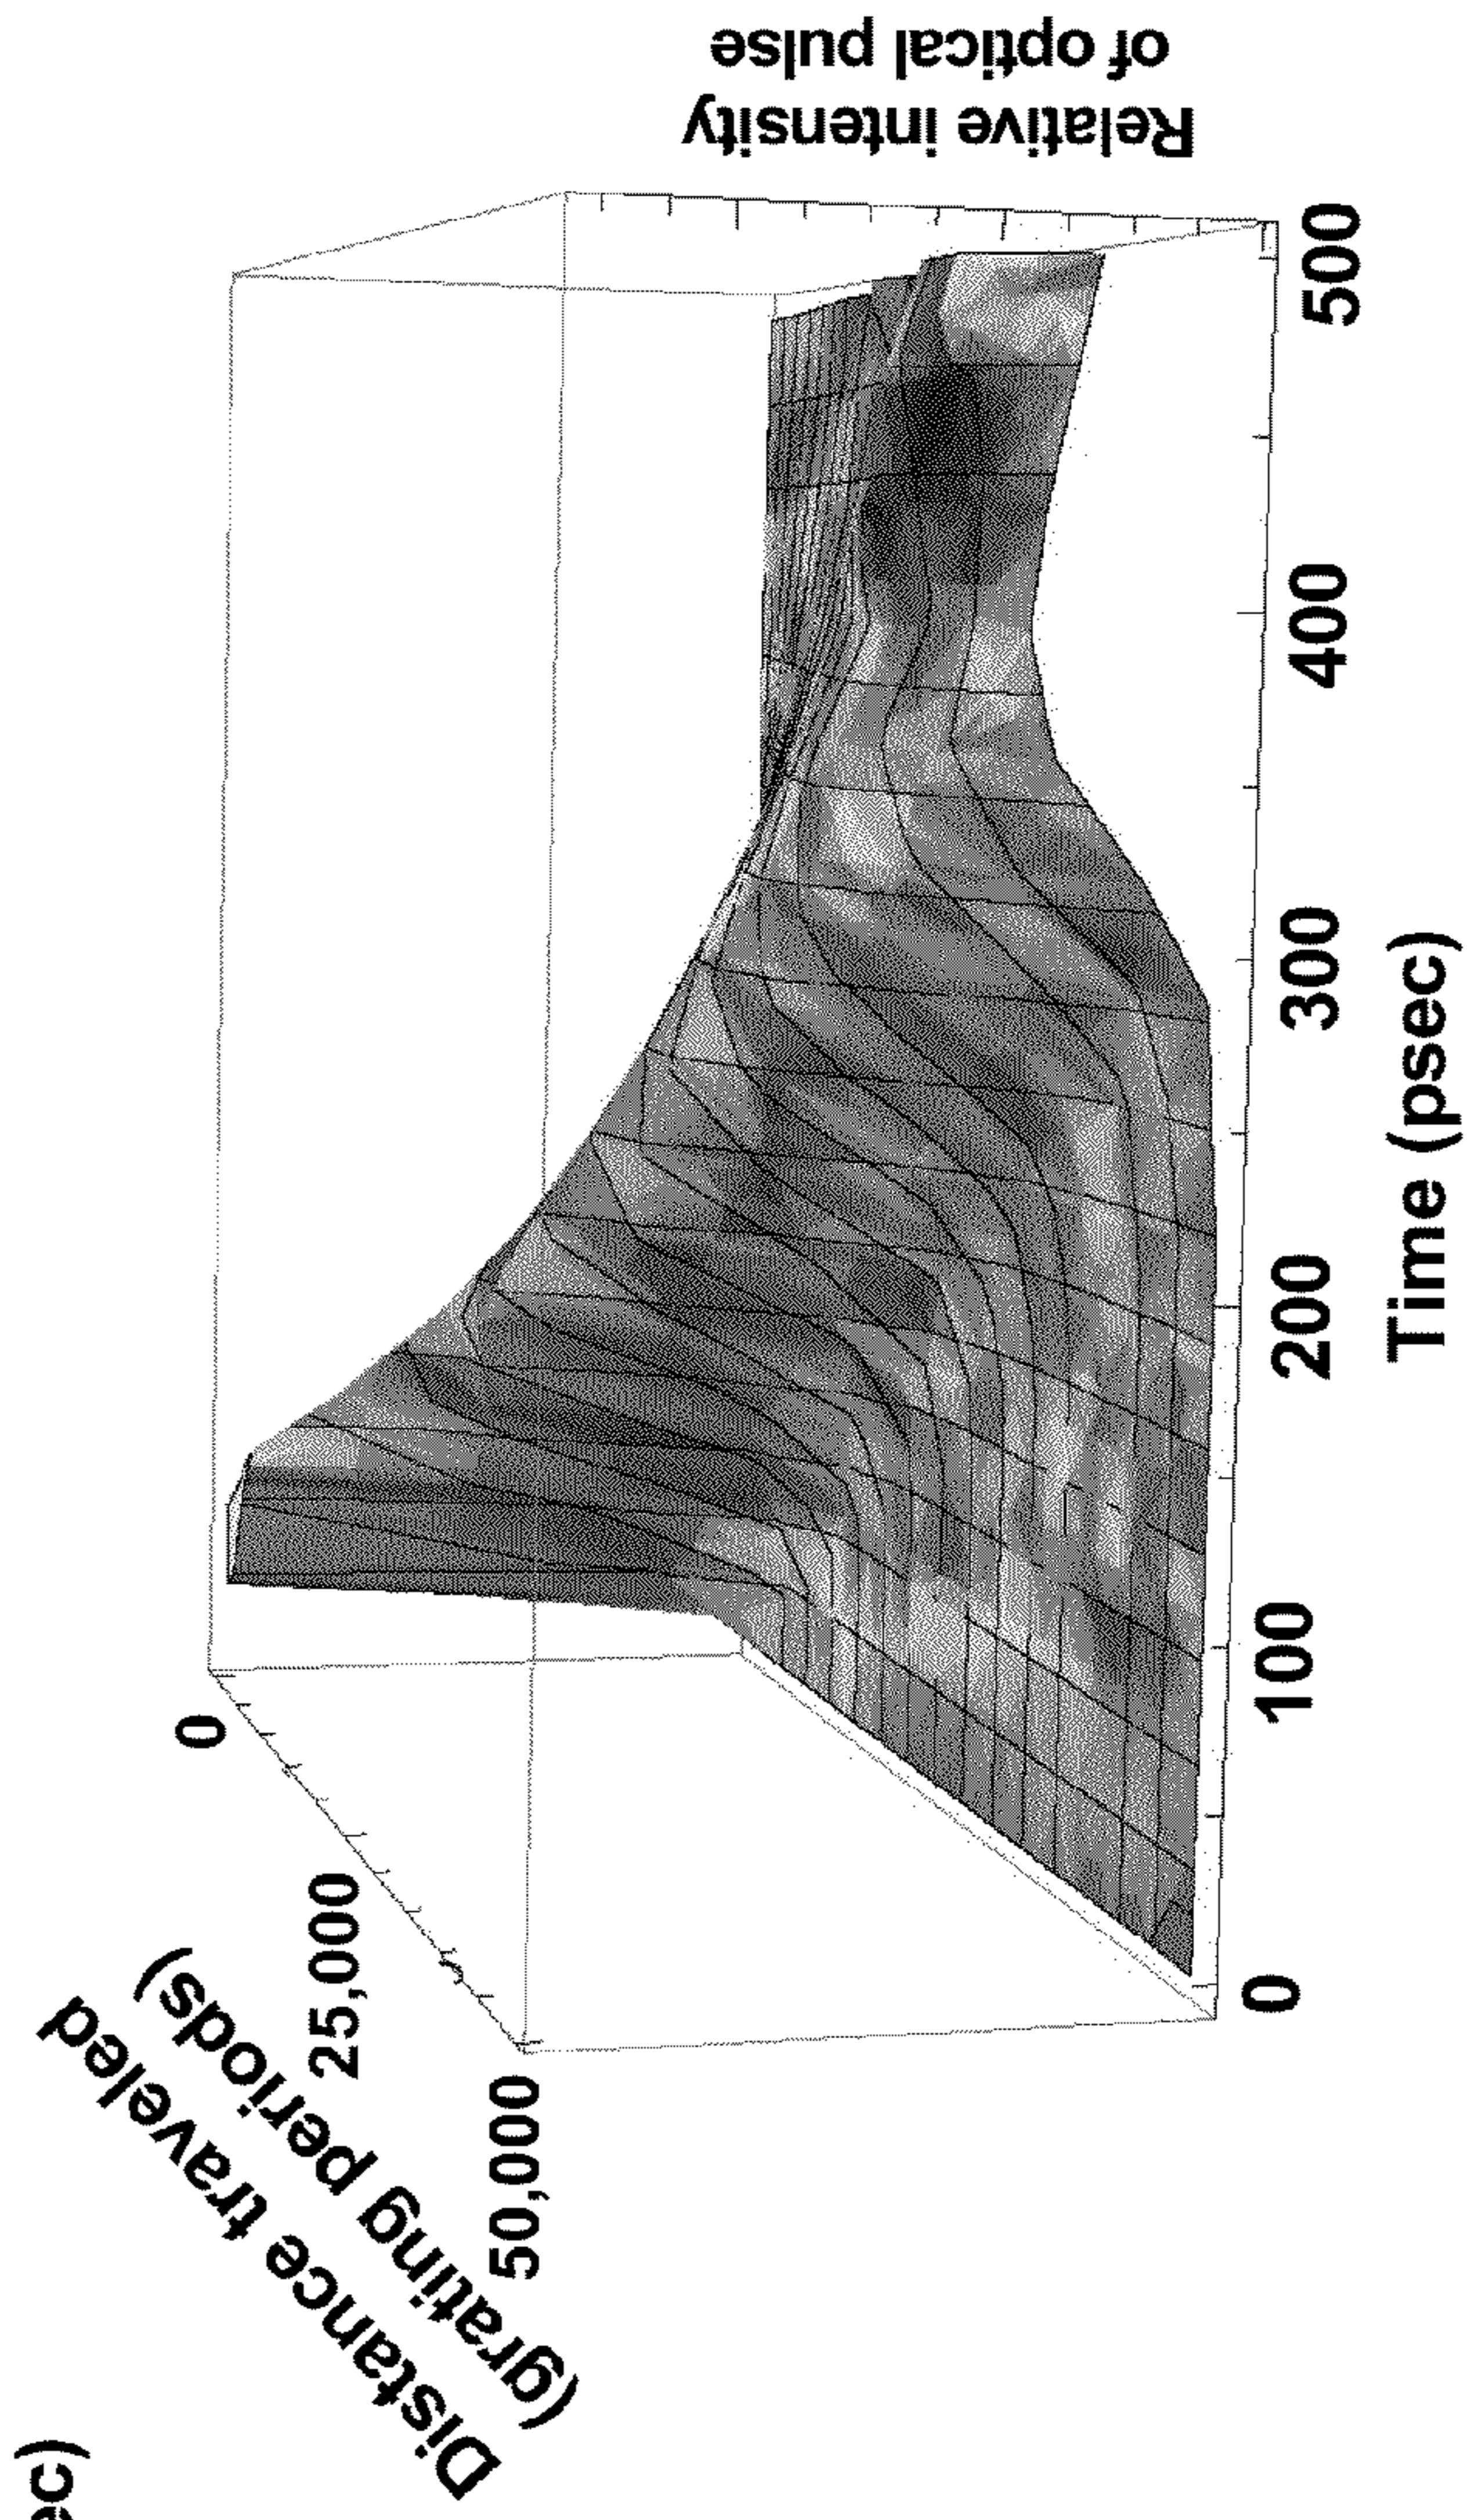 Relative intensity
of optical pulse
Distance traveled
(grating periods)
0
25,000
50,000
0
100
200
300
400
500
Time (psec)
ec)